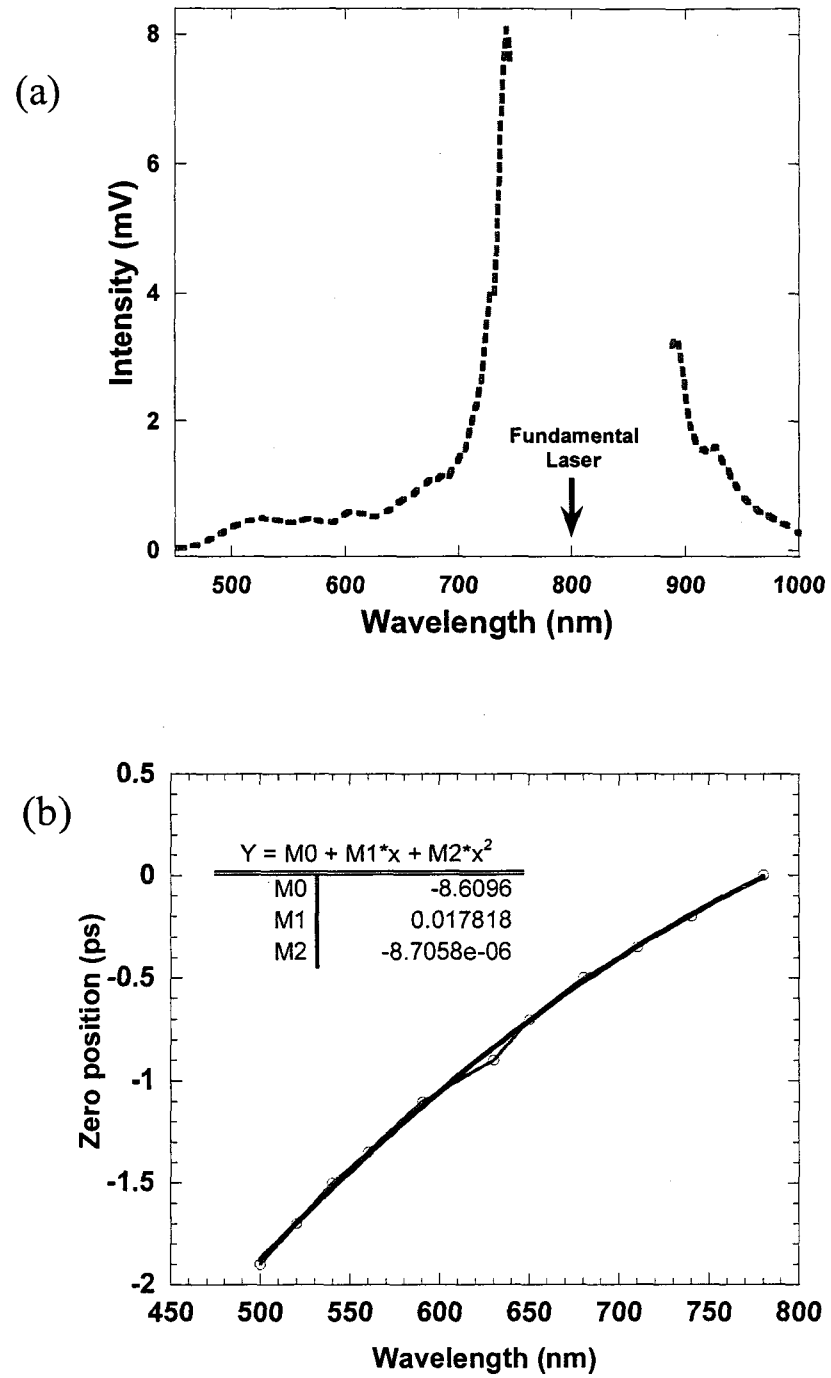 (a)
8
6
4
2
0
Intensity (mV)
Fundamental
Laser
500 600 700 800 900 1000
Wavelength (nm)
(b)
0.5
0
-0.5
-1
-1.5
-2
Zero position (ps)
Y = M0 + M1*x + M2*x²
M0 -8.6096
M1 0.017818
M2 -8.7058e-06
450 500 550 600 650 700 750 800
Wavelength (nm)